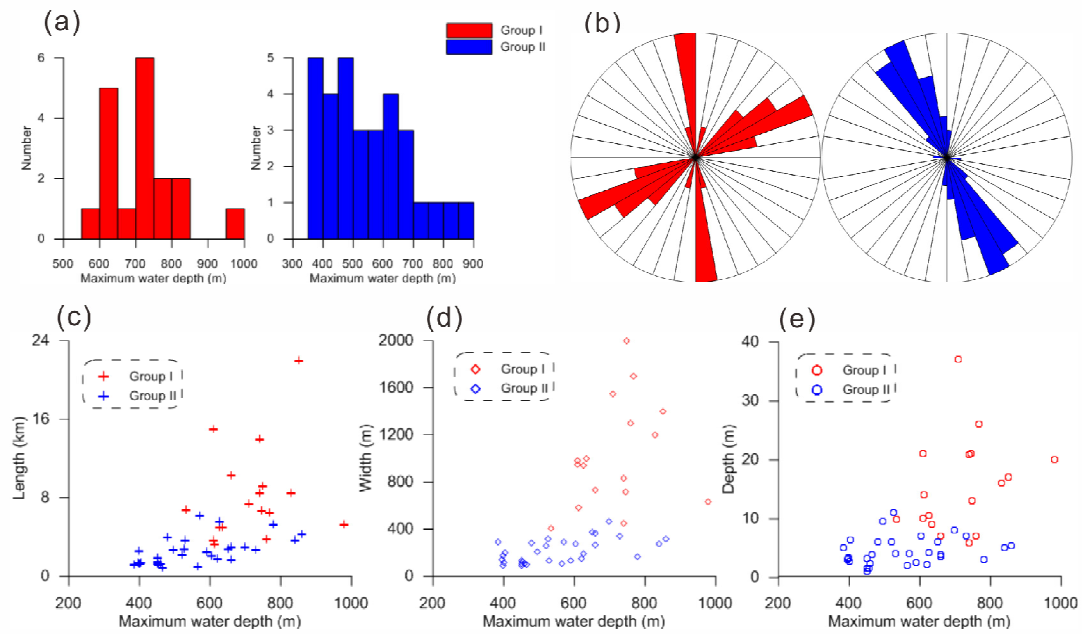 (a)
Group I
Group II
(b)
6
4
2
0
Number
500 600 700 800 900 1000
Maximum water depth (m)
5
4
3
2
1
0
Number
300 400 500 600 700 800 900
Maximum water depth (m)
(c)
24
16
8
0
Length (km)
Group I
Group II
200 400 600 800 1000
Maximum water depth (m)
(d)
2000
1600
1200
800
400
0
Width (m)
Group I
Group II
200 400 600 800 1000
Maximum water depth (m)
(e)
40
30
20
10
0
Depth (m)
Group I
Group II
200 400 600 800 1000
Maximum water depth (m)